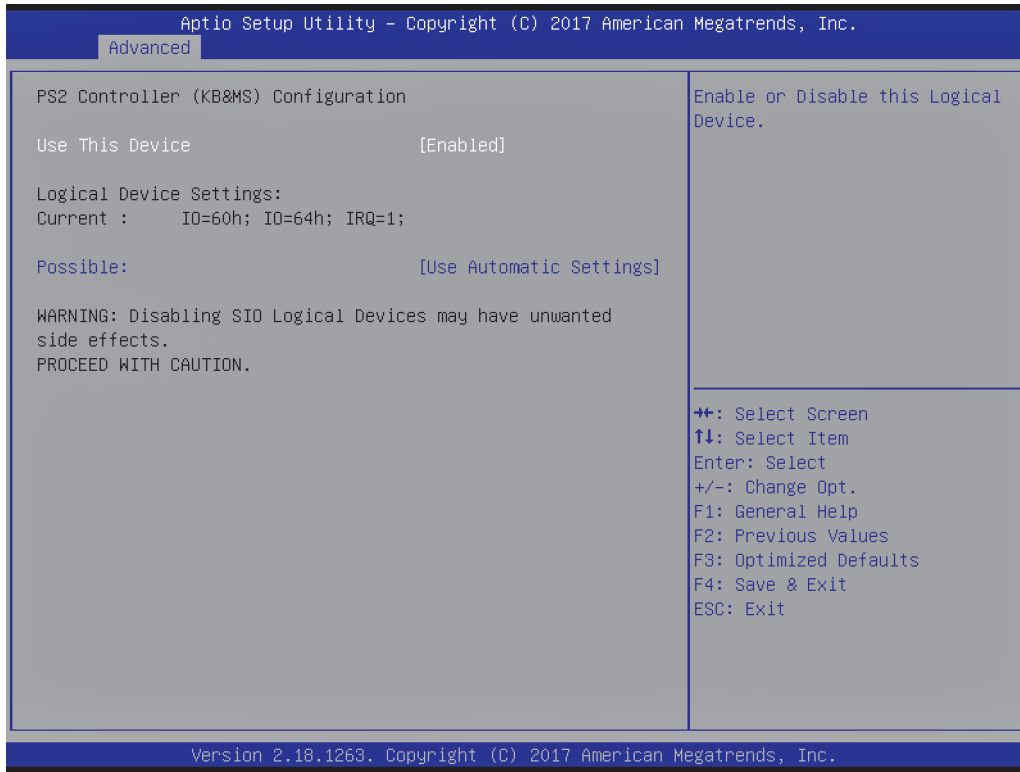 Aptio Setup Utility – Copyright (C) 2017 American Megatrends, Inc.
Advanced
PS2 Controller (KB&MS) Configuration
Use This Device [Enabled]
Logical Device Settings:
Current : IO=60h; IO=64h; IRQ=1;
Possible: [Use Automatic Settings]
WARNING: Disabling SIO Logical Devices may have unwanted
side effects.
PROCEED WITH CAUTION.
Enable or Disable this Logical
Device.
→←: Select Screen
↑↓: Select Item
Enter: Select
+/-: Change Opt.
F1: General Help
F2: Previous Values
F3: Optimized Defaults
F4: Save & Exit
ESC: Exit
Version 2.18.1263. Copyright (C) 2017 American Megatrends, Inc.